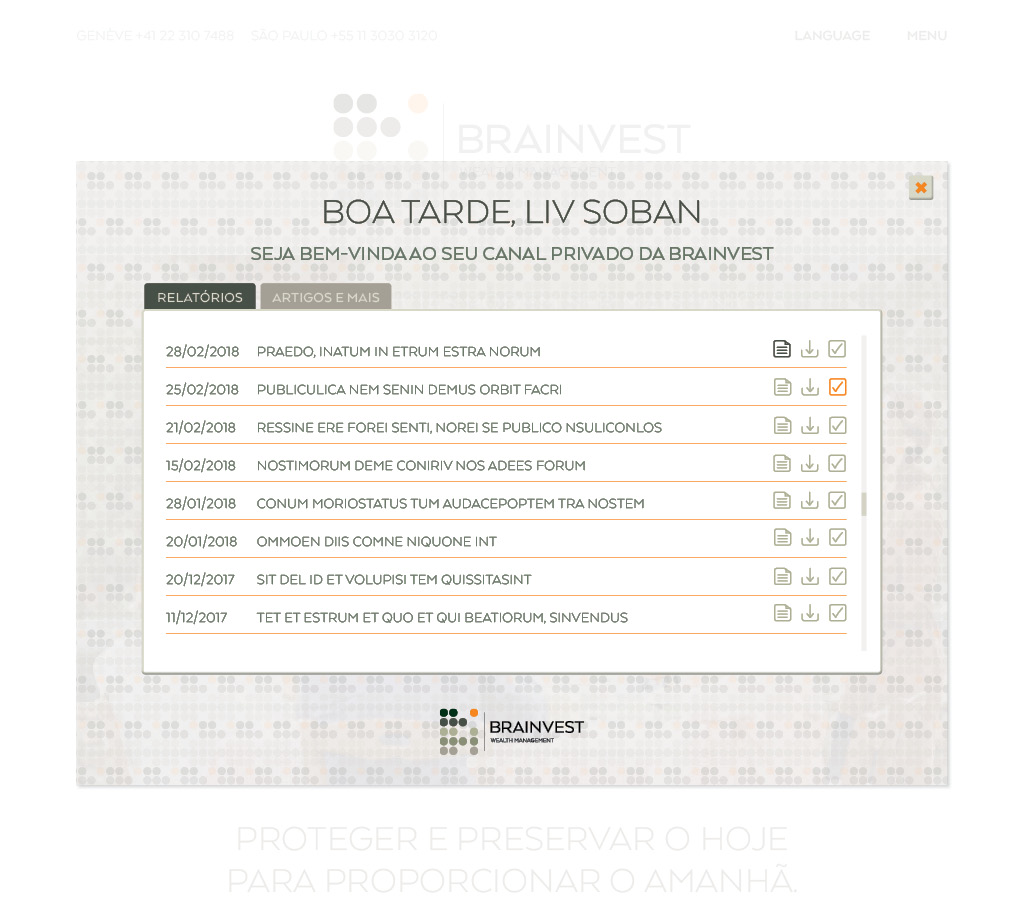 GENÈVE +41 22 310 7488 SÃO PAULO +55 11 3030 3120 LANGUAGE MENU
BRAINVEST
BOA TARDE, LIV SOBAN
SEJA BEM-VINDA AO SEU CANAL PRIVADO DA BRAINVEST
RELATÓRIOS ARTIGOS E MAIS
28/02/2018 PRAEDO, INATUM IN ETRUM ESTRA NORUM
25/02/2018 PUBLICULICA NEM SENIN DEMUS ORBIT FACRI
21/02/2018 RESSINE ERE FOREI SENTI, NOREI SE PUBLICO NSULICONLOS
15/02/2018 NOSTIMORUM DEME CONIRIV NOS ADEES FORUM
28/01/2018 CONUM MORIOSTATUS TUM AUDACEPOPTEM TRA NOSTEM
20/01/2018 OMMOEN DIIS COMNE NIQUONE INT
20/12/2017 SIT DEL ID ET VOLUPISI TEM QUISSITASINT
11/12/2017 TET ET ESTRUM ET QUO ET QUI BEATIORUM, SINVENDUS
BRAINVEST
WEALTH MANAGEMENT
PROTEGER E PRESERVAR O HOJE
PARA PROPORCIONAR O AMANHÃ.